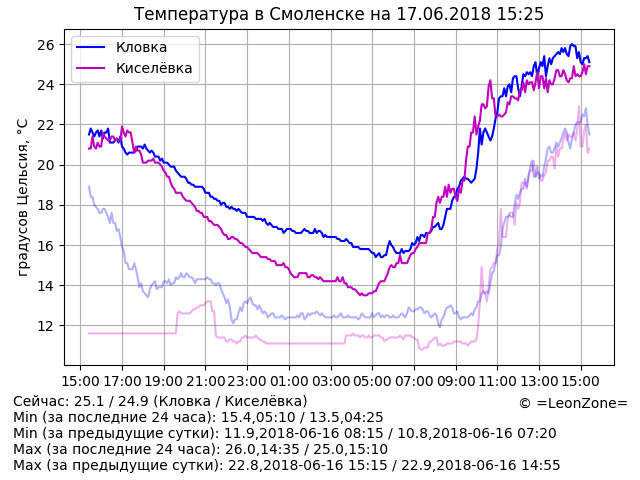 Температура в Смоленске на 17.06.2018 15:25
градусов Цельсия, °C
26
24
22
20
18
16
14
12
Кловка
Киселёвка
15:00 17:00 19:00 21:00 23:00 01:00 03:00 05:00 07:00 09:00 11:00 13:00 15:00
Сейчас: 25.1 / 24.9 (Кловка / Киселёвка)
© =LeonZone=
Min (за последние 24 часа): 15.4,05:10 / 13.5,04:25
Min (за предыдущие сутки): 11.9,2018-06-16 08:15 / 10.8,2018-06-16 07:20
Max (за последние 24 часа): 26.0,14:35 / 25.0,15:10
Max (за предыдущие сутки): 22.8,2018-06-16 15:15 / 22.9,2018-06-16 14:55